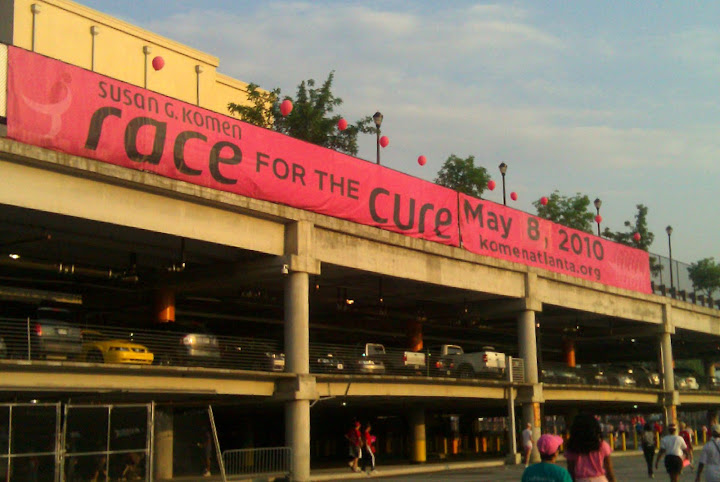 susan G. Komen
race FOR THE cure
May 8, 2010
komenatlanta.org